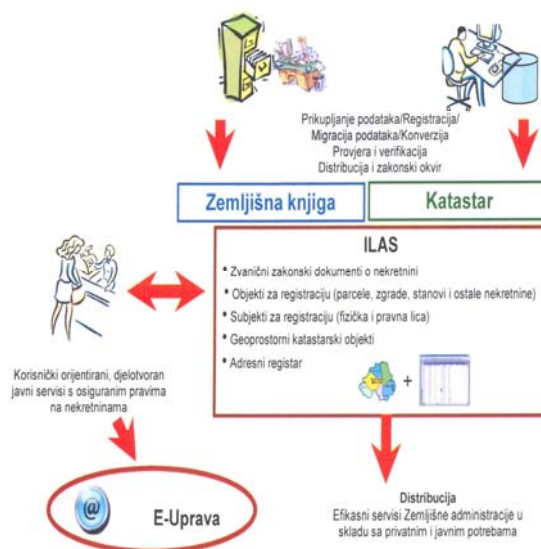 Prikupljanje podataka/Registracija/
Migracija podataka/Konverzija
Provjera i verifikacija
Distribucija i zakonski okvir
Zemljišna knjiga
Katastar
ILAS
• Zvanični zakonski dokumenti o nekretnini
• Objekti za registraciju (parcele, zgrade, stanovi i ostale nekretnine)
• Subjekti za registraciju (fizička i pravna lica)
• Geoprostorni katastarski objekti
• Adresni registar
+
Korisnički orijentirani, djelotvoran
javni servisi s osiguranim pravima
na nekretninama
@
E-Uprava
Distribucija
Efikasni servisi Zemljišne administracije u
skladu sa privatnim i javnim potrebama